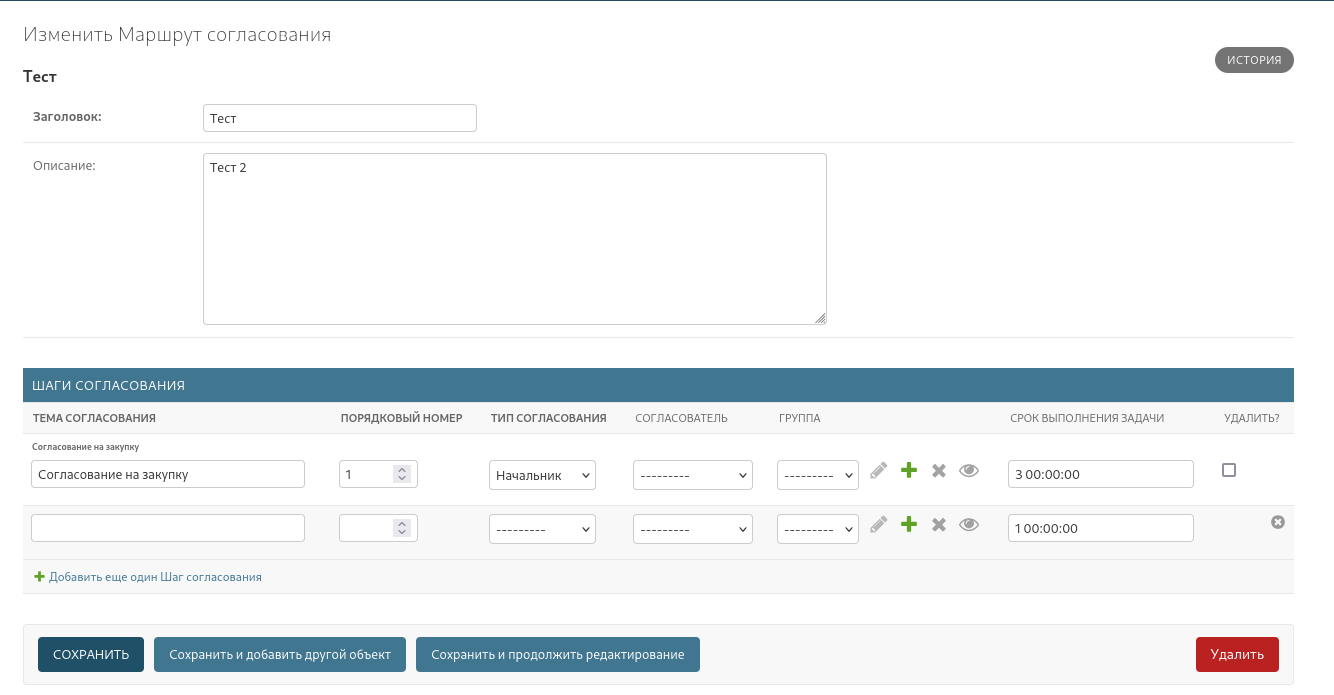 Изменить Маршрут согласования
ИСТОРИЯ
Тест
Заголовок: Тест
Описание: Тест 2
ШАГИ СОГЛАСОВАНИЯ
ТЕМА СОГЛАСОВАНИЯ ПОРЯДКОВЫЙ НОМЕР ТИП СОГЛАСОВАНИЯ СОГЛАСОВАТЕЛЬ ГРУППА СРОК ВЫПОЛНЕНИЯ ЗАДАЧИ УДАЛИТЬ?
Согласование на закупку
Согласование на закупку 1 Начальник --------- --------- 3 00:00:00
--------- --------- --------- 1 00:00:00
Добавить еще один Шаг согласования
СОХРАНИТЬ Сохранить и добавить другой объект Сохранить и продолжить редактирование Удалить